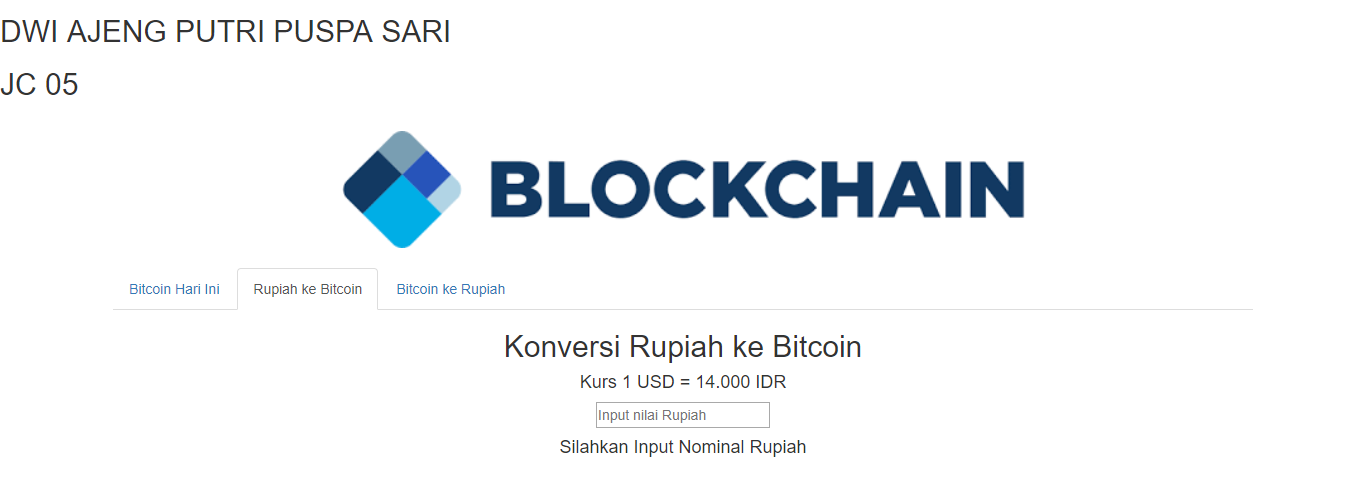 DWI AJENG PUTRI PUSPA SARI
JC 05
BLOCKCHAIN
Bitcoin Hari Ini Rupiah ke Bitcoin Bitcoin ke Rupiah
Konversi Rupiah ke Bitcoin
Kurs 1 USD = 14.000 IDR
Input nilai Rupiah
Silahkan Input Nominal Rupiah